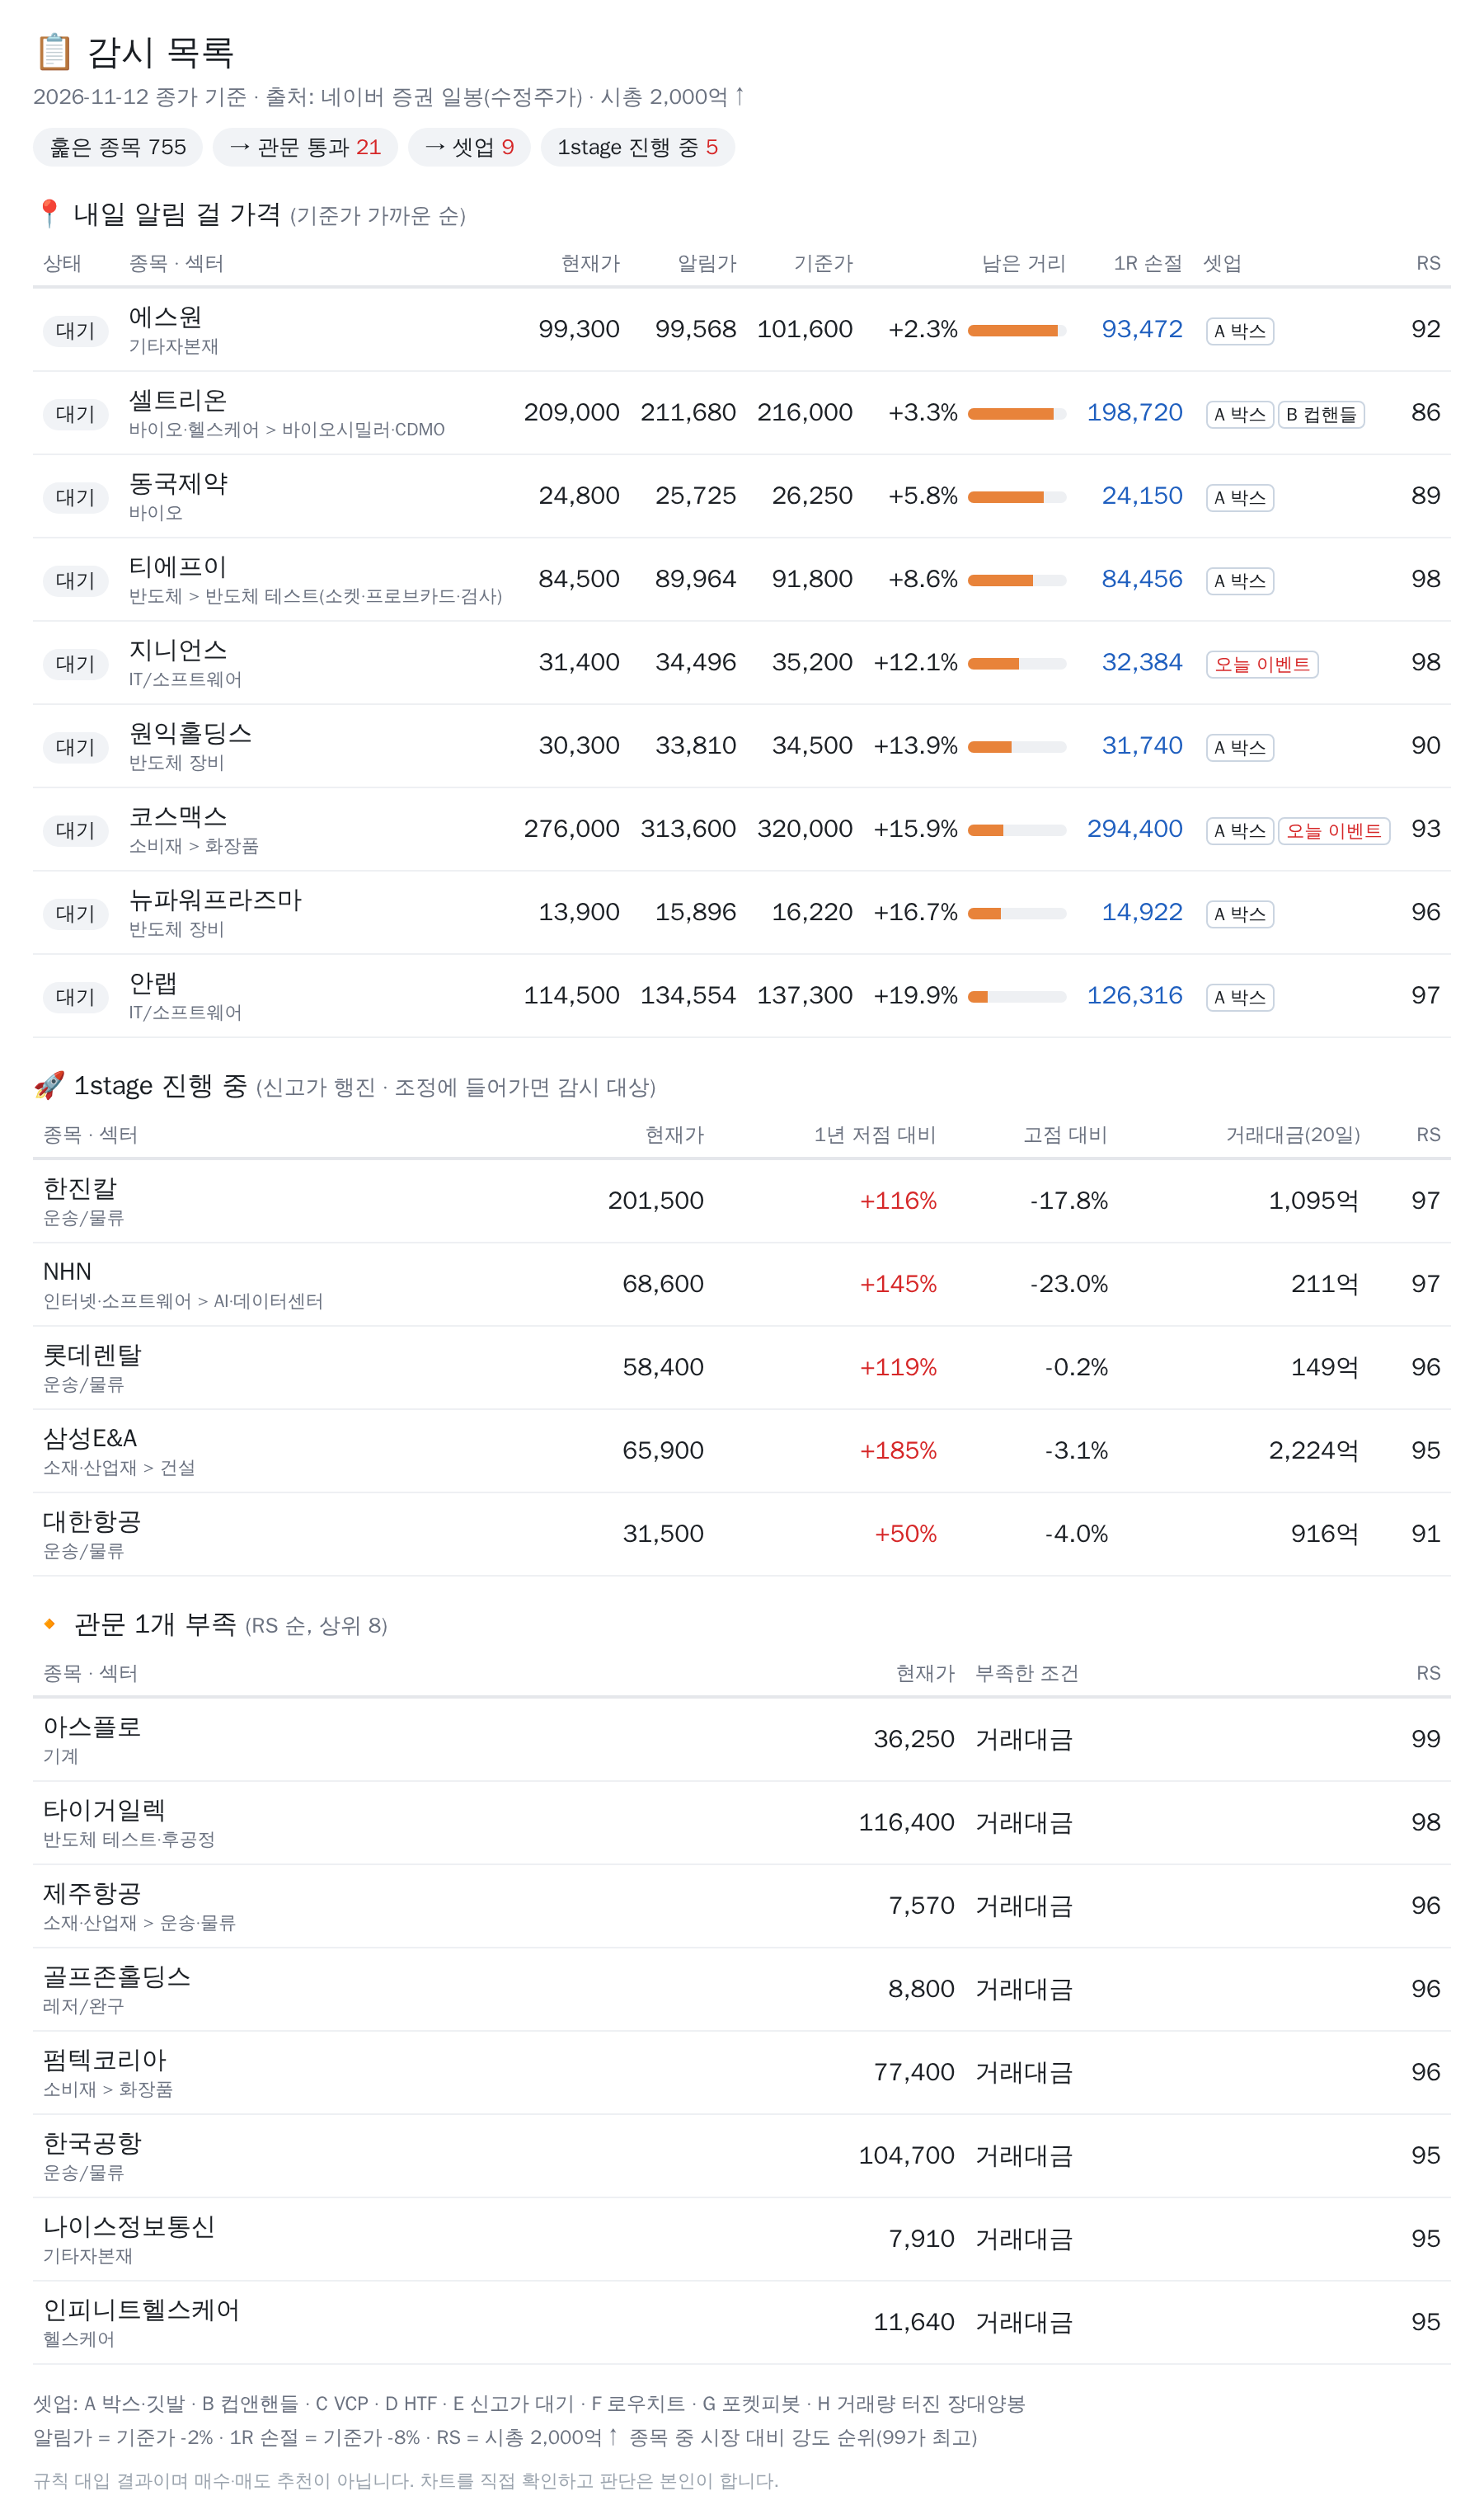 📋 감시 목록
2026-11-12 종가 기준 · 출처: 네이버 증권 일봉(수정주가) · 시총 2,000억↑
훑은 종목 755 → 관문 통과 21 → 셋업 9 1stage 진행 중 5
📍 내일 알림 걸 가격 (기준가 가까운 순)
상태 종목 · 섹터 현재가 알림가 기준가 남은 거리 1R 손절 셋업 RS
대기 에스원 99,300 99,568 101,600 +2.3% 93,472 A 박스 92
기타자본재
대기 셀트리온 209,000 211,680 216,000 +3.3% 198,720 A 박스 B 컵핸들 86
바이오·헬스케어 > 바이오시밀러·CDMO
대기 동국제약 24,800 25,725 26,250 +5.8% 24,150 A 박스 89
바이오
대기 티에프이 84,500 89,964 91,800 +8.6% 84,456 A 박스 98
반도체 > 반도체 테스트(소켓·프로브카드·검사)
대기 지니언스 31,400 34,496 35,200 +12.1% 32,384 오늘 이벤트 98
IT/소프트웨어
대기 원익홀딩스 30,300 33,810 34,500 +13.9% 31,740 A 박스 90
반도체 장비
대기 코스맥스 276,000 313,600 320,000 +15.9% 294,400 A 박스 오늘 이벤트 93
소비재 > 화장품
대기 뉴파워프라즈마 13,900 15,896 16,220 +16.7% 14,922 A 박스 96
반도체 장비
대기 안랩 114,500 134,554 137,300 +19.9% 126,316 A 박스 97
IT/소프트웨어
🚀 1stage 진행 중 (신고가 행진 · 조정에 들어가면 감시 대상)
종목 · 섹터 현재가 1년 저점 대비 고점 대비 거래대금(20일) RS
한진칼 201,500 +116% -17.8% 1,095억 97
운송/물류
NHN 68,600 +145% -23.0% 211억 97
인터넷·소프트웨어 > AI·데이터센터
롯데렌탈 58,400 +119% -0.2% 149억 96
운송/물류
삼성E&A 65,900 +185% -3.1% 2,224억 95
소재·산업재 > 건설
대한항공 31,500 +50% -4.0% 916억 91
운송/물류
🔸 관문 1개 부족 (RS 순, 상위 8)
종목 · 섹터 현재가 부족한 조건 RS
아스플로 36,250 거래대금 99
기계
타이거일렉 116,400 거래대금 98
반도체 테스트·후공정
제주항공 7,570 거래대금 96
소재·산업재 > 운송·물류
골프존홀딩스 8,800 거래대금 96
레저/완구
펌텍코리아 77,400 거래대금 96
소비재 > 화장품
한국공항 104,700 거래대금 95
운송/물류
나이스정보통신 7,910 거래대금 95
기타자본재
인피니트헬스케어 11,640 거래대금 95
헬스케어
셋업: A 박스·깃발 · B 컵앤핸들 · C VCP · D HTF · E 신고가 대기 · F 로우치트 · G 포켓피봇 · H 거래량 터진 장대양봉
알림가 = 기준가 -2% · 1R 손절 = 기준가 -8% · RS = 시총 2,000억↑ 종목 중 시장 대비 강도 순위(99가 최고)
규칙 대입 결과이며 매수·매도 추천이 아닙니다. 차트를 직접 확인하고 판단은 본인이 합니다.